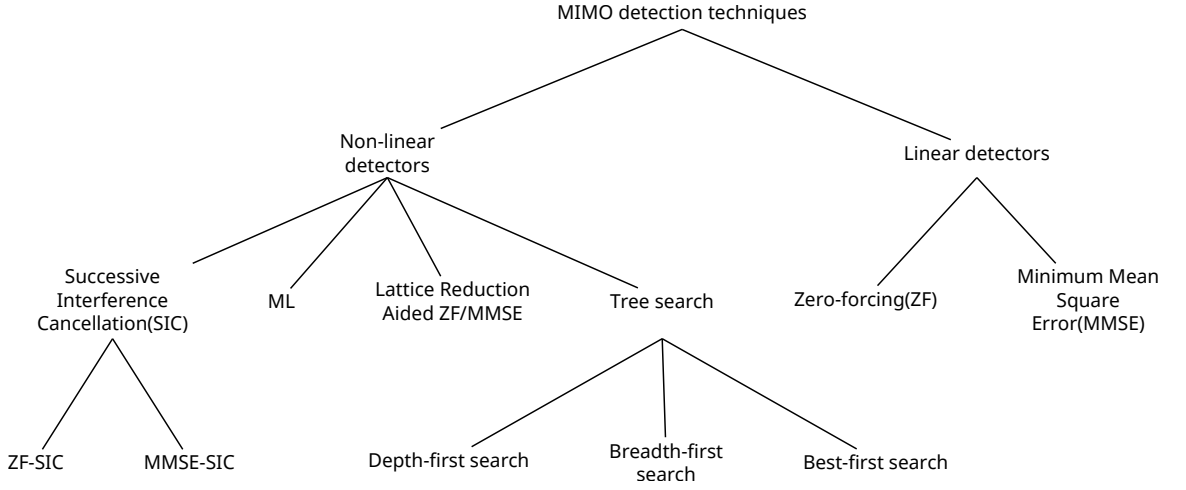 MIMO detection techniques
Non-linear
detectors
Linear detectors
Successive
Interference
Cancellation(SIC)
ML
Lattice Reduction
Aided ZF/MMSE
Tree search
Zero-forcing(ZF)
Minimum Mean
Square
Error(MMSE)
ZF-SIC
MMSE-SIC
Depth-first search
Breadth-first
search
Best-first search